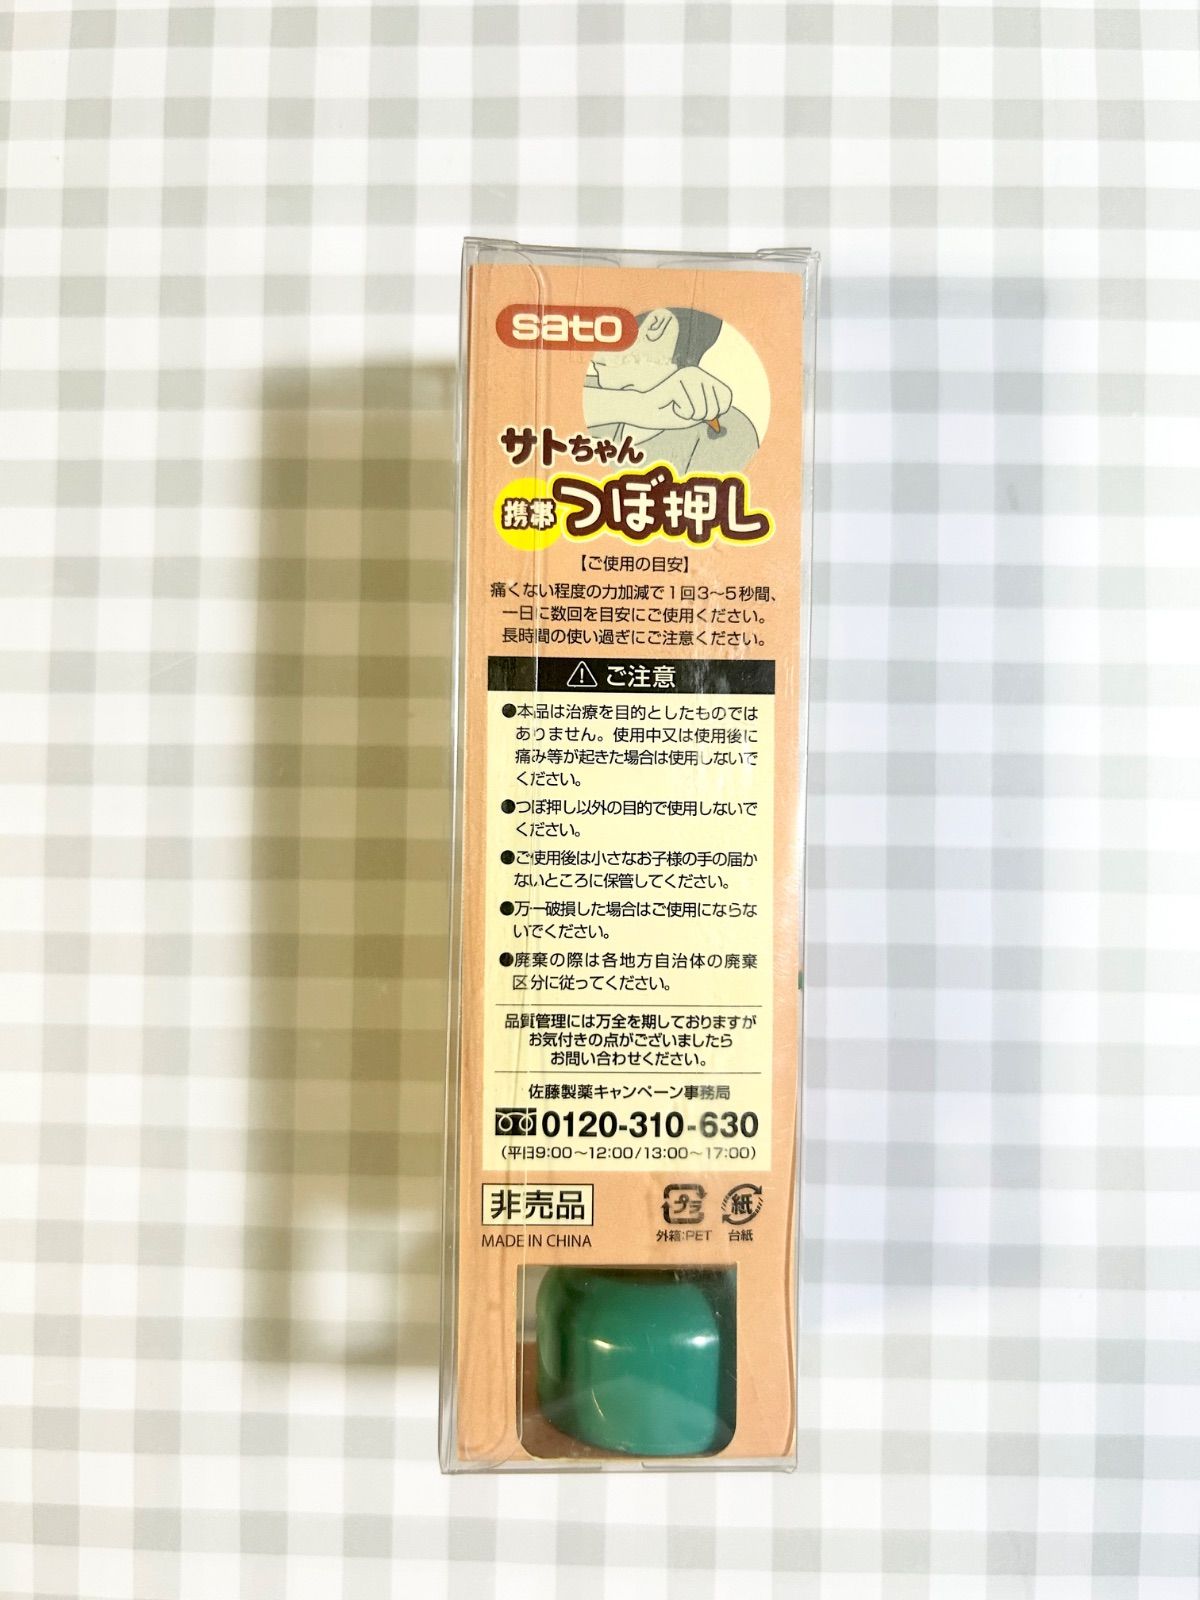 sato
サトちゃん
携帯つぼ押し
【ご使用の目安】
痛くない程度の力加減で1回3〜5秒間、
一日に数回を目安にご使用ください。
長時間の使い過ぎにご注意ください。
ご注意
●本品は治療を目的としたものでは
ありません。使用中又は使用後に
痛み等が起きた場合は使用しないで
ください。
●つぼ押し以外の目的で使用しないで
ください。
●ご使用後は小さなお子様の手の届か
ないところに保管してください。
●万一破損した場合はご使用にならな
いでください。
●廃棄の際は各地方自治体の廃棄
区分に従ってください。
品質管理には万全を期しておりますが
お気付きの点がございましたら
お問い合わせください。
佐藤製薬キャンペーン事務局
0120-310-630
(平日9:00〜12:00/13:00〜17:00)
非売品
プラ 紙
外箱:PET 台紙
MADE IN CHINA